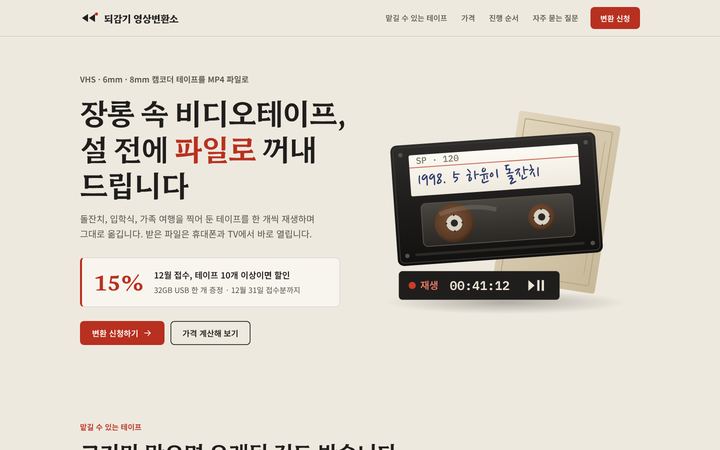 되감기 영상변환소
맡길 수 있는 테이프
가격
진행 순서
자주 묻는 질문
변환 신청
VHS · 6mm · 8mm 캠코더 테이프를 MP4 파일로
장롱 속 비디오테이프,
설 전에 파일로 꺼내
드립니다
돌잔치, 입학식, 가족 여행을 찍어 둔 테이프를 한 개씩 재생하며
그대로 옮깁니다. 받은 파일은 휴대폰과 TV에서 바로 열립니다.
15%
12월 접수, 테이프 10개 이상이면 할인
32GB USB 한 개 증정 · 12월 31일 접수분까지
변환 신청하기 →
가격 계산해 보기
SP · 120
1998. 5 하윤이 돌잔치
재생 00:41:12
맡길 수 있는 테이프